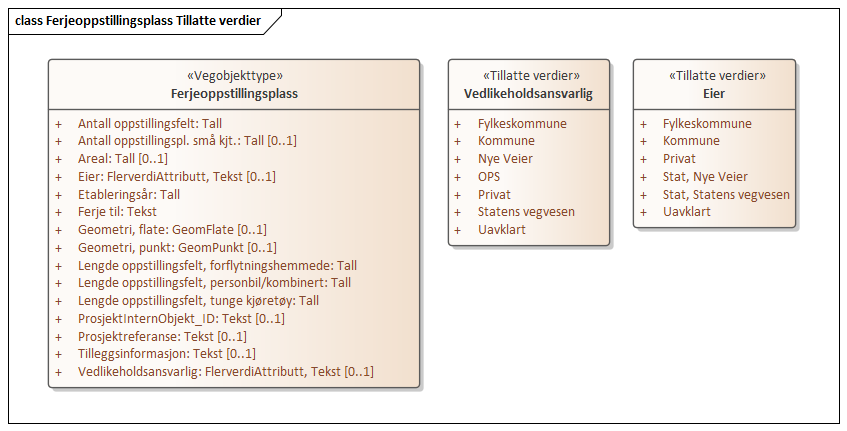 class Ferjeoppstillingsplass Tillatte verdier
«Vegobjekttype»
Ferjeoppstillingsplass
+ Antall oppstillingsfelt: Tall
+ Antall oppstillingspl. små kjt.: Tall [0..1]
+ Areal: Tall [0..1]
+ Eier: FlerverdiAttributt, Tekst [0..1]
+ Etableringsår: Tall
+ Ferje til: Tekst
+ Geometri, flate: GeomFlate [0..1]
+ Geometri, punkt: GeomPunkt [0..1]
+ Lengde oppstillingsfelt, forflytningshemmede: Tall
+ Lengde oppstillingsfelt, personbil/kombinert: Tall
+ Lengde oppstillingsfelt, tunge kjøretøy: Tall
+ ProsjektInternObjekt_ID: Tekst [0..1]
+ Prosjektreferanse: Tekst [0..1]
+ Tilleggsinformasjon: Tekst [0..1]
+ Vedlikeholdsansvarlig: FlerverdiAttributt, Tekst [0..1]
«Tillatte verdier»
Vedlikeholdsansvarlig
+ Fylkeskommune
+ Kommune
+ Nye Veier
+ OPS
+ Privat
+ Statens vegvesen
+ Uavklart
«Tillatte verdier»
Eier
+ Fylkeskommune
+ Kommune
+ Privat
+ Stat, Nye Veier
+ Stat, Statens vegvesen
+ Uavklart